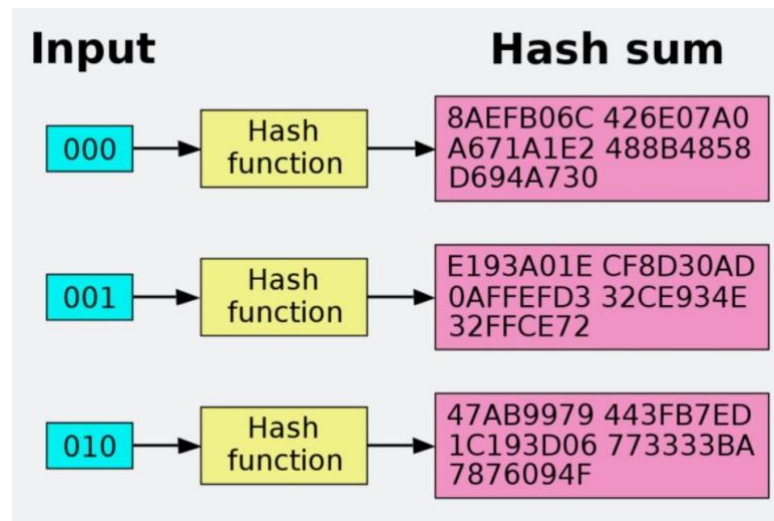 Input
Hash sum
000
Hash
function
8AEFB06C 426E07A0
A671A1E2 488B4858
D694A730
001
Hash
function
E193A01E CF8D30AD
0AFFEFD3 32CE934E
32FFCE72
010
Hash
function
47AB9979 443FB7ED
1C193D06 773333BA
7876094F